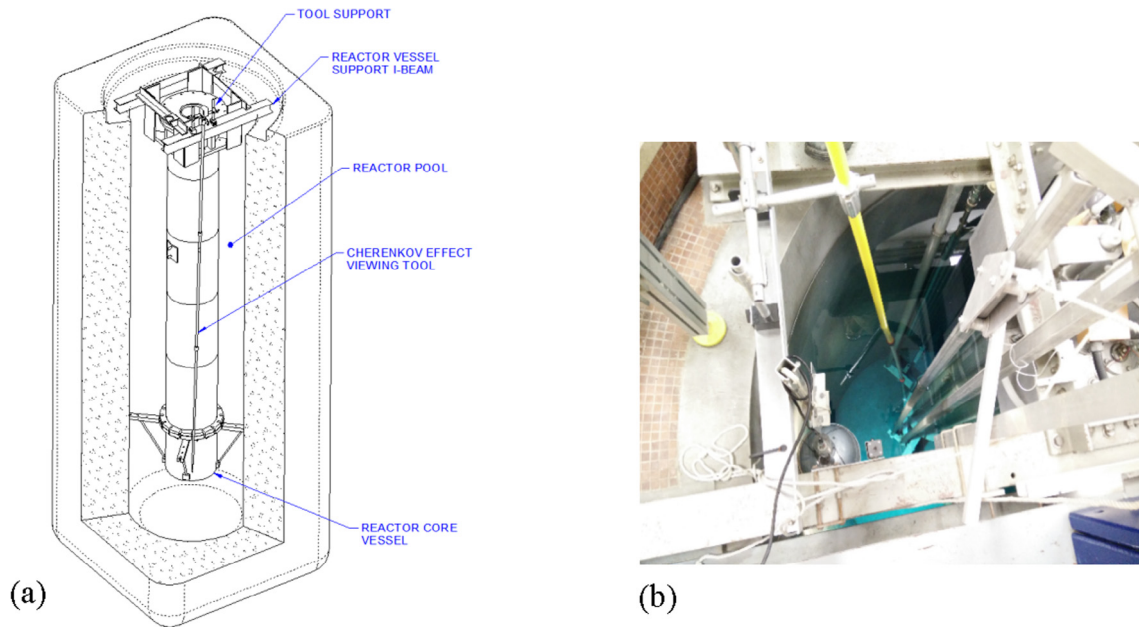 TOOL SUPPORT
REACTOR VESSEL
SUPPORT I-BEAM
REACTOR POOL
CHERENKOV EFFECT
VIEWING TOOL
REACTOR CORE
VESSEL
(a)
(b)